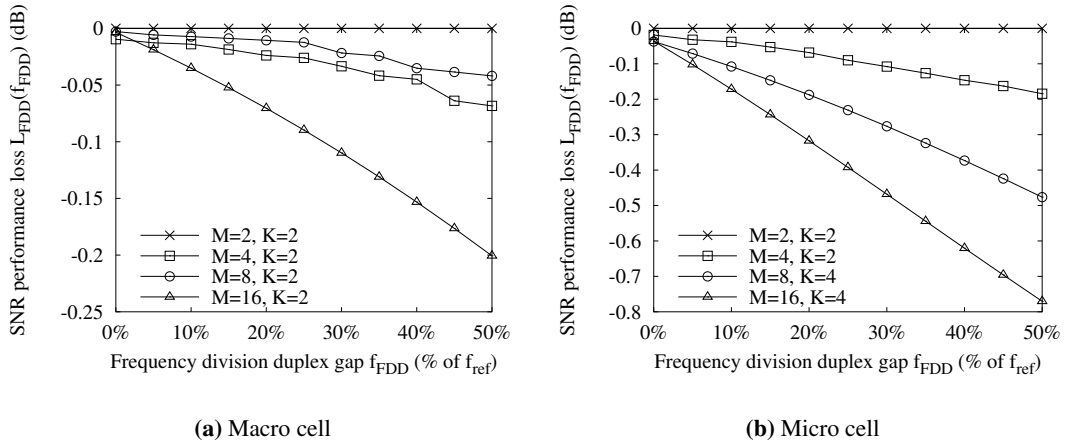 SNR performance loss L_FDD(f_FDD) (dB)
0
-0.05
-0.1
-0.15
-0.2
-0.25
M=2, K=2
M=4, K=2
M=8, K=2
M=16, K=2
0% 10% 20% 30% 40% 50%
Frequency division duplex gap f_FDD (% of f_ref)
(a) Macro cell
SNR performance loss L_FDD(f_FDD) (dB)
0
-0.1
-0.2
-0.3
-0.4
-0.5
-0.6
-0.7
-0.8
M=2, K=2
M=4, K=2
M=8, K=4
M=16, K=4
0% 10% 20% 30% 40% 50%
Frequency division duplex gap f_FDD (% of f_ref)
(b) Micro cell